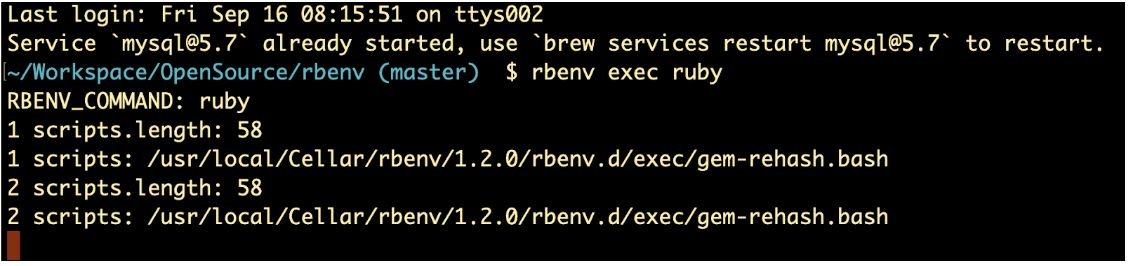 Last login: Fri Sep 16 08:15:51 on ttys002
Service `mysql@5.7` already started, use `brew services restart mysql@5.7` to restart.
~/Workspace/OpenSource/rbenv (master)  $ rbenv exec ruby
RBENV_COMMAND: ruby
1 scripts.length: 58
1 scripts: /usr/local/Cellar/rbenv/1.2.0/rbenv.d/exec/gem-rehash.bash
2 scripts.length: 58
2 scripts: /usr/local/Cellar/rbenv/1.2.0/rbenv.d/exec/gem-rehash.bash